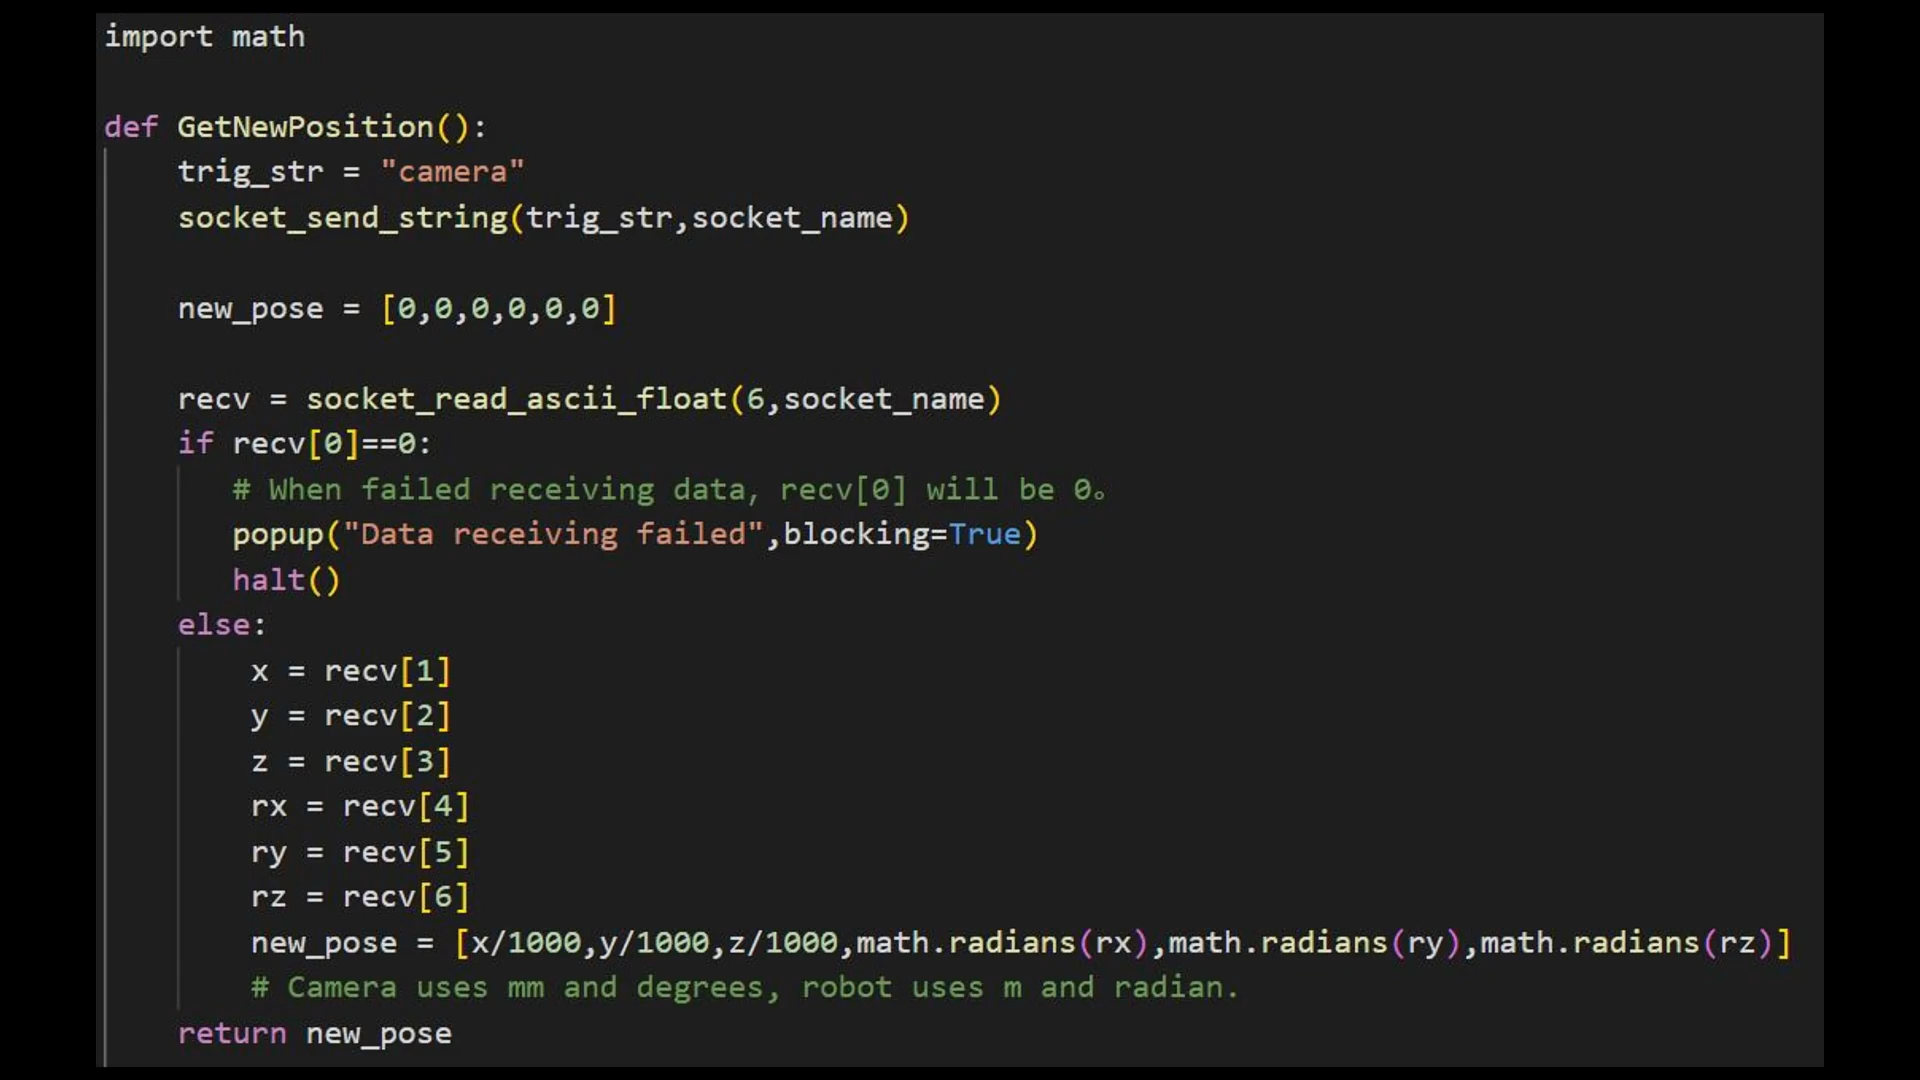 import math
def GetNewPosition():
trig_str = "camera"
socket_send_string(trig_str,socket_name)
new_pose = [0,0,0,0,0,0]
recv = socket_read_ascii_float(6,socket_name)
if recv[0]==0:
# When failed receiving data, recv[0] will be 0。
popup("Data receiving failed",blocking=True)
halt()
else:
x = recv[1]
y = recv[2]
z = recv[3]
rx = recv[4]
ry = recv[5]
rz = recv[6]
new_pose = [x/1000,y/1000,z/1000,math.radians(rx),math.radians(ry),math.radians(rz)]
# Camera uses mm and degrees, robot uses m and radian.
return new_pose